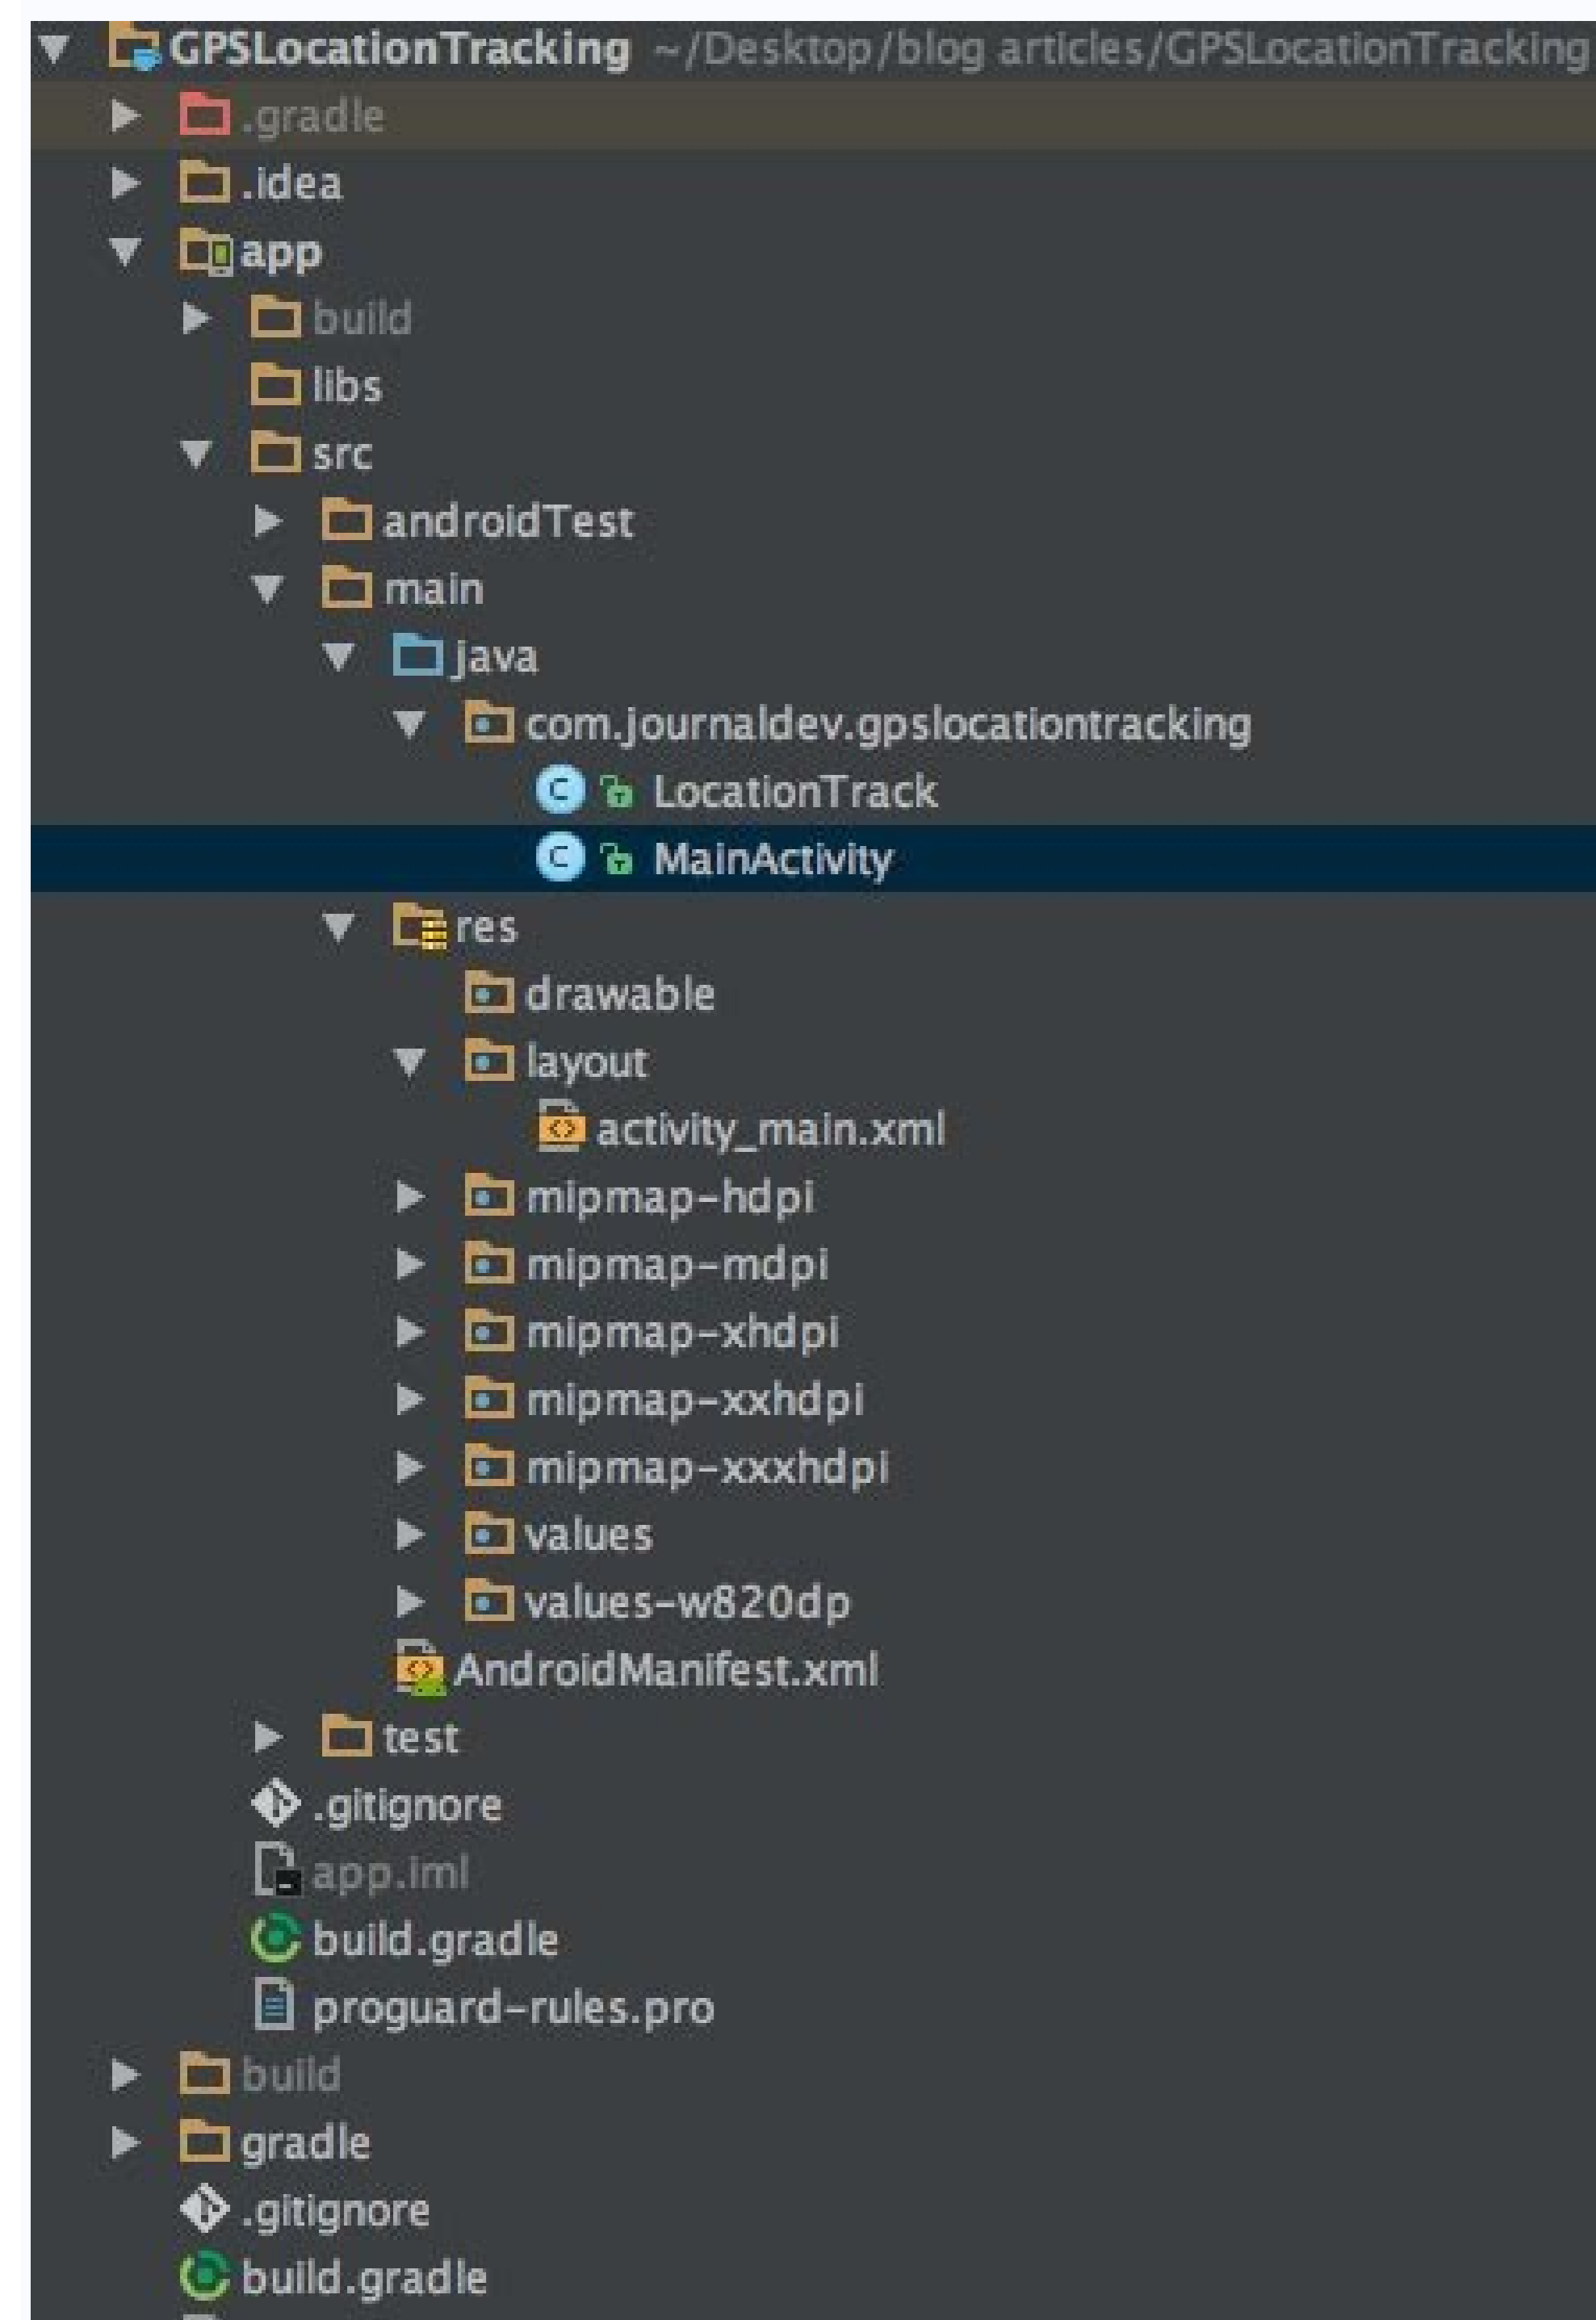 GPSLocationTracking ~/Desktop/blog articles/GPSLocationTracking
.gradle
.idea
app
build
libs
src
androidTest
main
java
com.journaldev.gpslocationtracking
LocationTrack
MainActivity
res
drawable
layout
activity_main.xml
mipmap-hdpi
mipmap-mdpi
mipmap-xhdpi
mipmap-xxhdpi
mipmap-xxxhdpi
values
values-w820dp
AndroidManifest.xml
test
.gitignore
app.iml
build.gradle
proguard-rules.pro
build
gradle
.gitignore
build.gradle